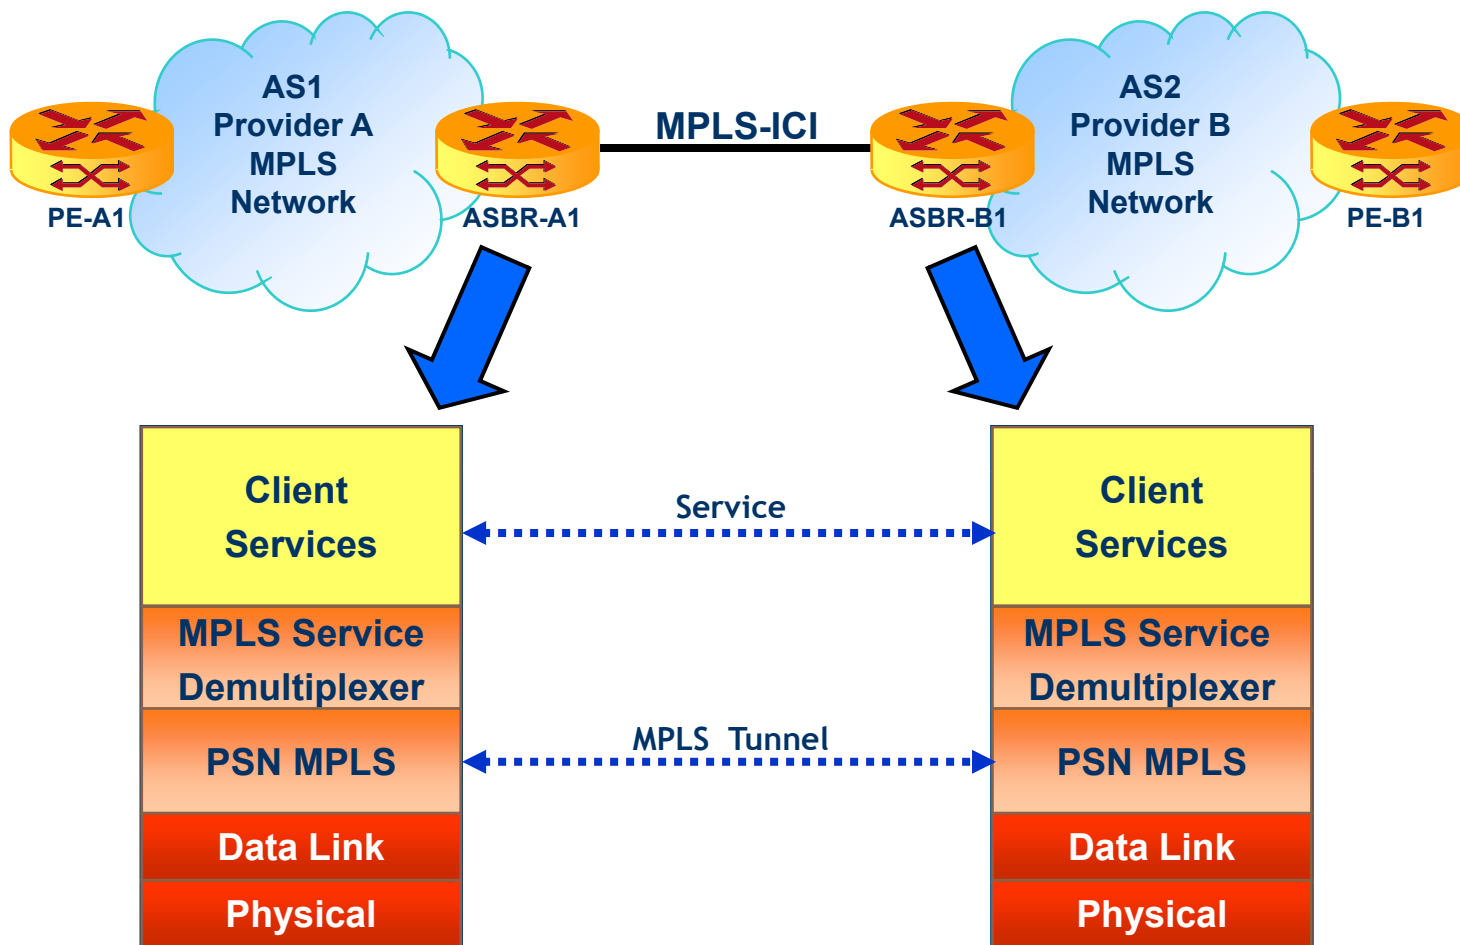 AS1
Provider A
MPLS
Network
PE-A1
ASBR-A1
MPLS-ICI
AS2
Provider B
MPLS
Network
ASBR-B1
PE-B1
Client
Services
MPLS Service
Demultiplexer
PSN MPLS
Data Link
Physical
Service
MPLS Tunnel
Client
Services
MPLS Service
Demultiplexer
PSN MPLS
Data Link
Physical